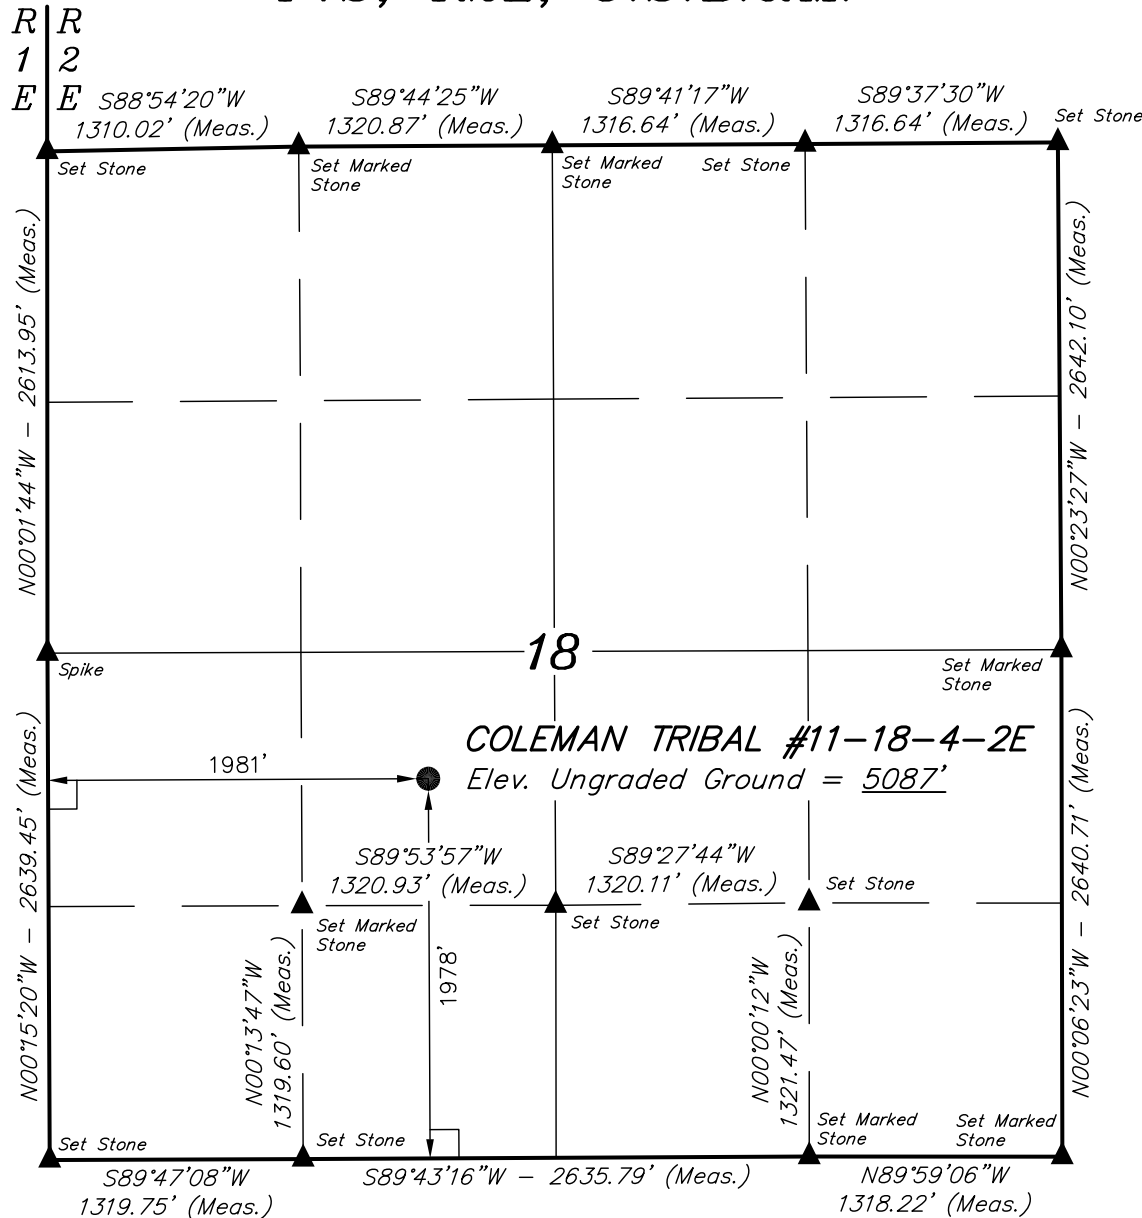 R R
1 2
E E
S88°54'20"W
1310.02' (Meas.)
S89°44'25"W
1320.87' (Meas.)
S89°41'17"W
1316.64' (Meas.)
S89°37'30"W
1316.64' (Meas.)
Set Stone
Set Stone
Set Marked
Stone
Set Marked
Stone
Set Stone
N00°01'44"W - 2613.95' (Meas.)
N00°23'27"W - 2642.10' (Meas.)
18
Spike
Set Marked
Stone
COLEMAN TRIBAL #11-18-4-2E
Elev. Ungraded Ground = 5087'
1981'
N00°15'20"W - 2639.45' (Meas.)
N00°06'23"W - 2640.71' (Meas.)
S89°53'57"W
1320.93' (Meas.)
S89°27'44"W
1320.11' (Meas.)
Set Stone
Set Marked
Stone
Set Stone
1978'
N00°13'47"W
1319.60' (Meas.)
N00°00'12"W
1321.47' (Meas.)
Set Stone
Set Stone
Set Marked
Stone
Set Marked
Stone
S89°47'08"W
1319.75' (Meas.)
S89°43'16"W - 2635.79' (Meas.)
N89°59'06"W
1318.22' (Meas.)